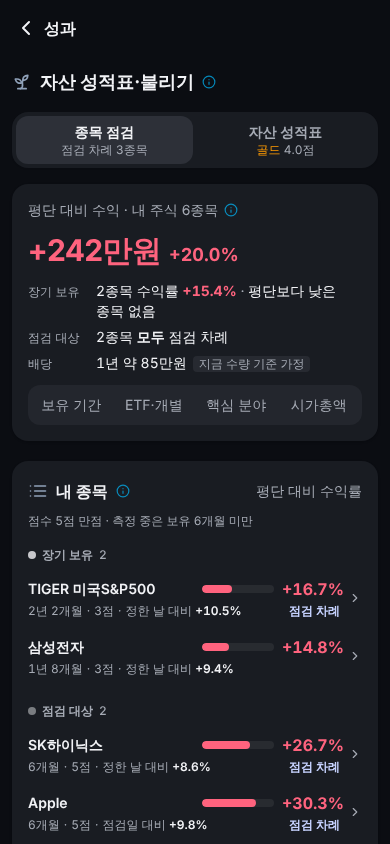 성과
자산 성적표·불리기
종목 점검
점검 차례 3종목
자산 성적표
골드 4.0점
평단 대비 수익 · 내 주식 6종목
+242만원 +20.0%
장기 보유 2종목 수익률 +15.4% · 평단보다 낮은
종목 없음
점검 대상 2종목 모두 점검 차례
배당 1년 약 85만원 지금 수량 기준 가정
보유 기간 ETF·개별 핵심 분야 시가총액
내 종목 평단 대비 수익률
점수 5점 만점 · 측정 중은 보유 6개월 미만
장기 보유 2
TIGER 미국S&P500 +16.7%
2년 2개월 · 3점 · 정한 날 대비 +10.5% 점검 차례
삼성전자 +14.8%
1년 8개월 · 3점 · 정한 날 대비 +9.4%
점검 대상 2
SK하이닉스 +26.7%
6개월 · 5점 · 정한 날 대비 +8.6% 점검 차례
Apple +30.3%
6개월 · 5점 · 점검일 대비 +9.8% 점검 차례